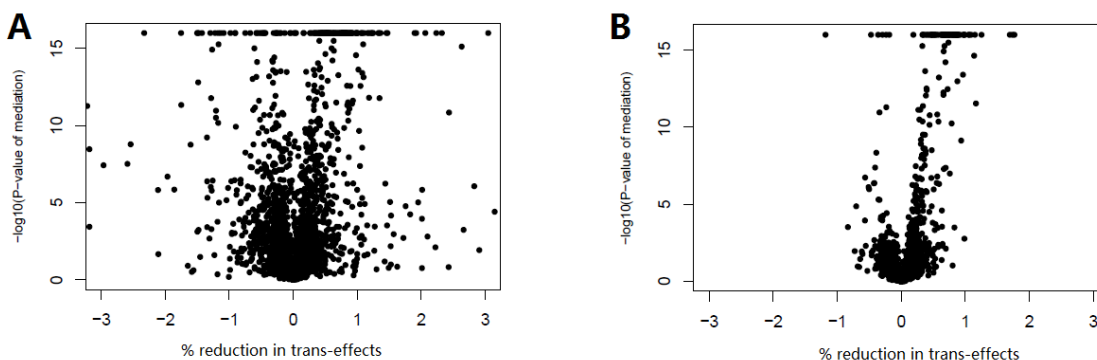 A
−log10(P−value of mediation)
15
10
5
0
−3 −2 −1 0 1 2 3
% reduction in trans-effects
B
−log10(P−value of mediation)
15
10
5
0
−3 −2 −1 0 1 2 3
% reduction in trans-effects